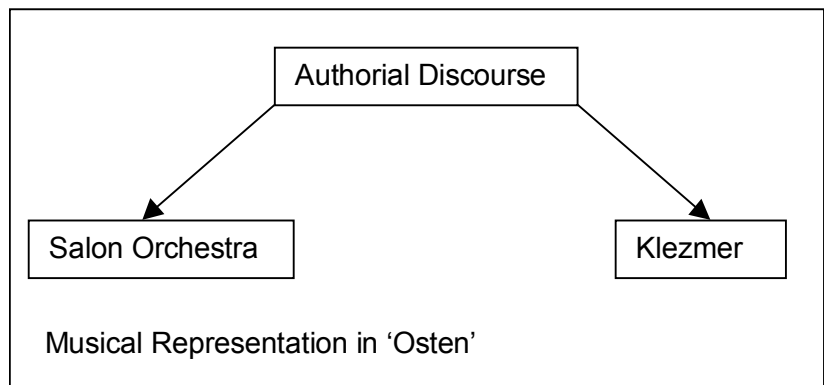 Authorial Discourse
Salon Orchestra
Klezmer
Musical Representation in ‘Osten’